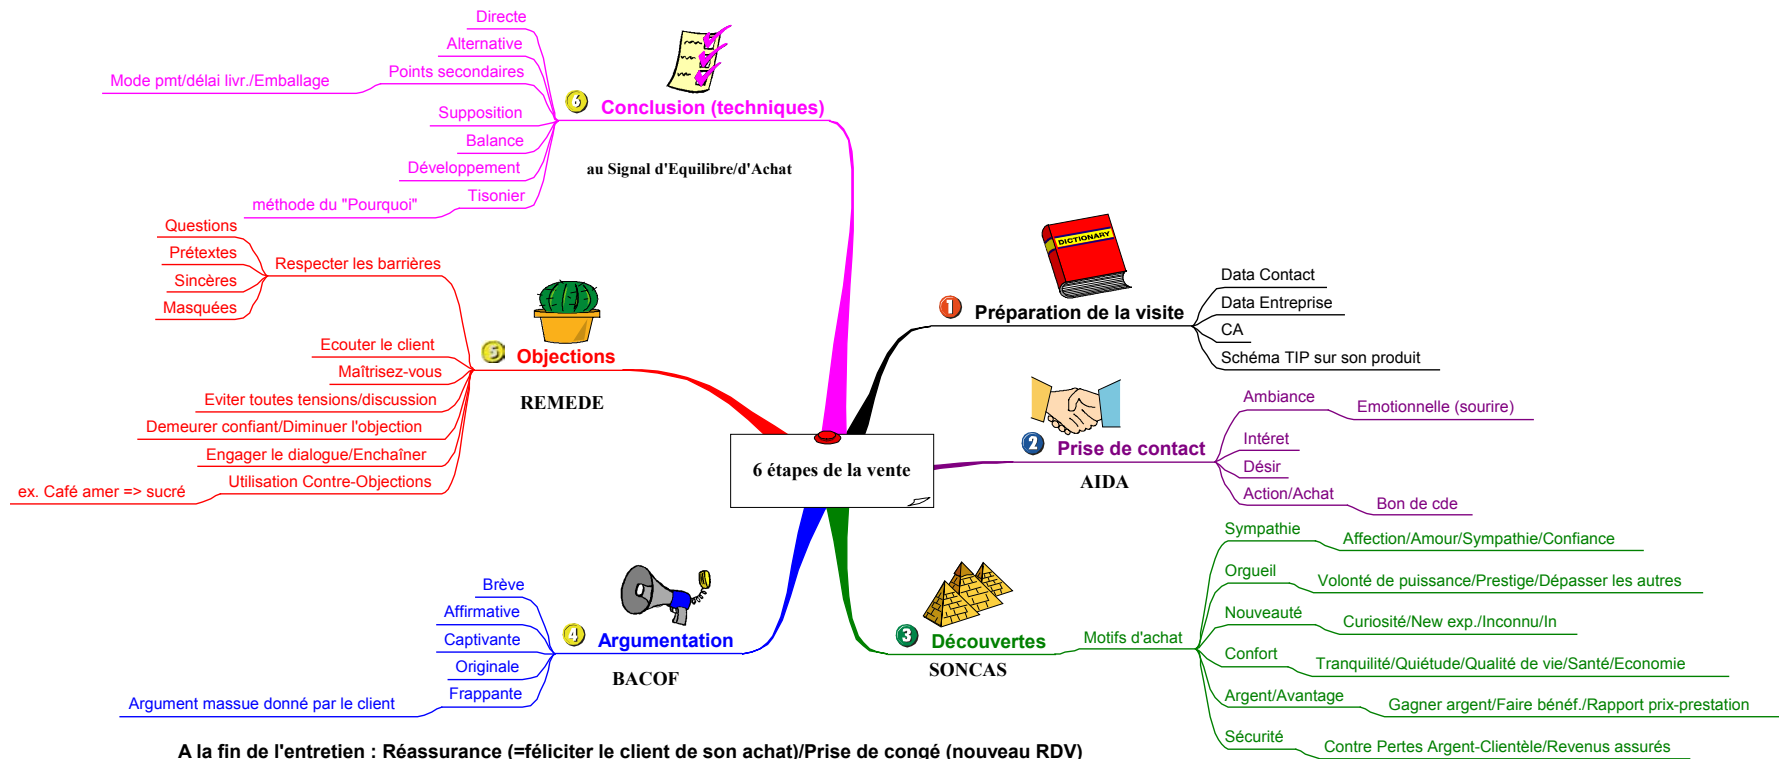 6 étapes de la vente
1
Préparation de la visite
DICTIONARY
Data Contact
Data Entreprise
CA
Schéma TIP sur son produit
2
Prise de contact
AIDA
Ambiance
Emotionnelle (sourire)
Intéret
Désir
Action/Achat
Bon de cde
3
Découvertes
SONCAS
Motifs d'achat
Sympathie
Affection/Amour/Sympathie/Confiance
Orgueil
Volonté de puissance/Prestige/Dépasser les autres
Nouveauté
Curiosité/New exp./Inconnu/In
Confort
Tranquilité/Quiétude/Qualité de vie/Santé/Economie
Argent/Avantage
Gagner argent/Faire bénéf./Rapport prix-prestation
Sécurité
Contre Pertes Argent-Clientèle/Revenus assurés
4
Argumentation
BACOF
Brève
Affirmative
Captivante
Originale
Frappante
Argument massue donné par le client
5
Objections
REMEDE
Respecter les barrières
Questions
Prétextes
Sincères
Masquées
Ecouter le client
Maîtrisez-vous
Eviter toutes tensions/discussion
Demeurer confiant/Diminuer l'objection
Engager le dialogue/Enchaîner
Utilisation Contre-Objections
ex. Café amer => sucré
6
Conclusion (techniques)
au Signal d'Equilibre/d'Achat
Directe
Alternative
Points secondaires
Mode pmt/délai livr./Emballage
Supposition
Balance
Développement
Tisonier
méthode du "Pourquoi"
A la fin de l'entretien : Réassurance (=féliciter le client de son achat)/Prise de congé (nouveau RDV)